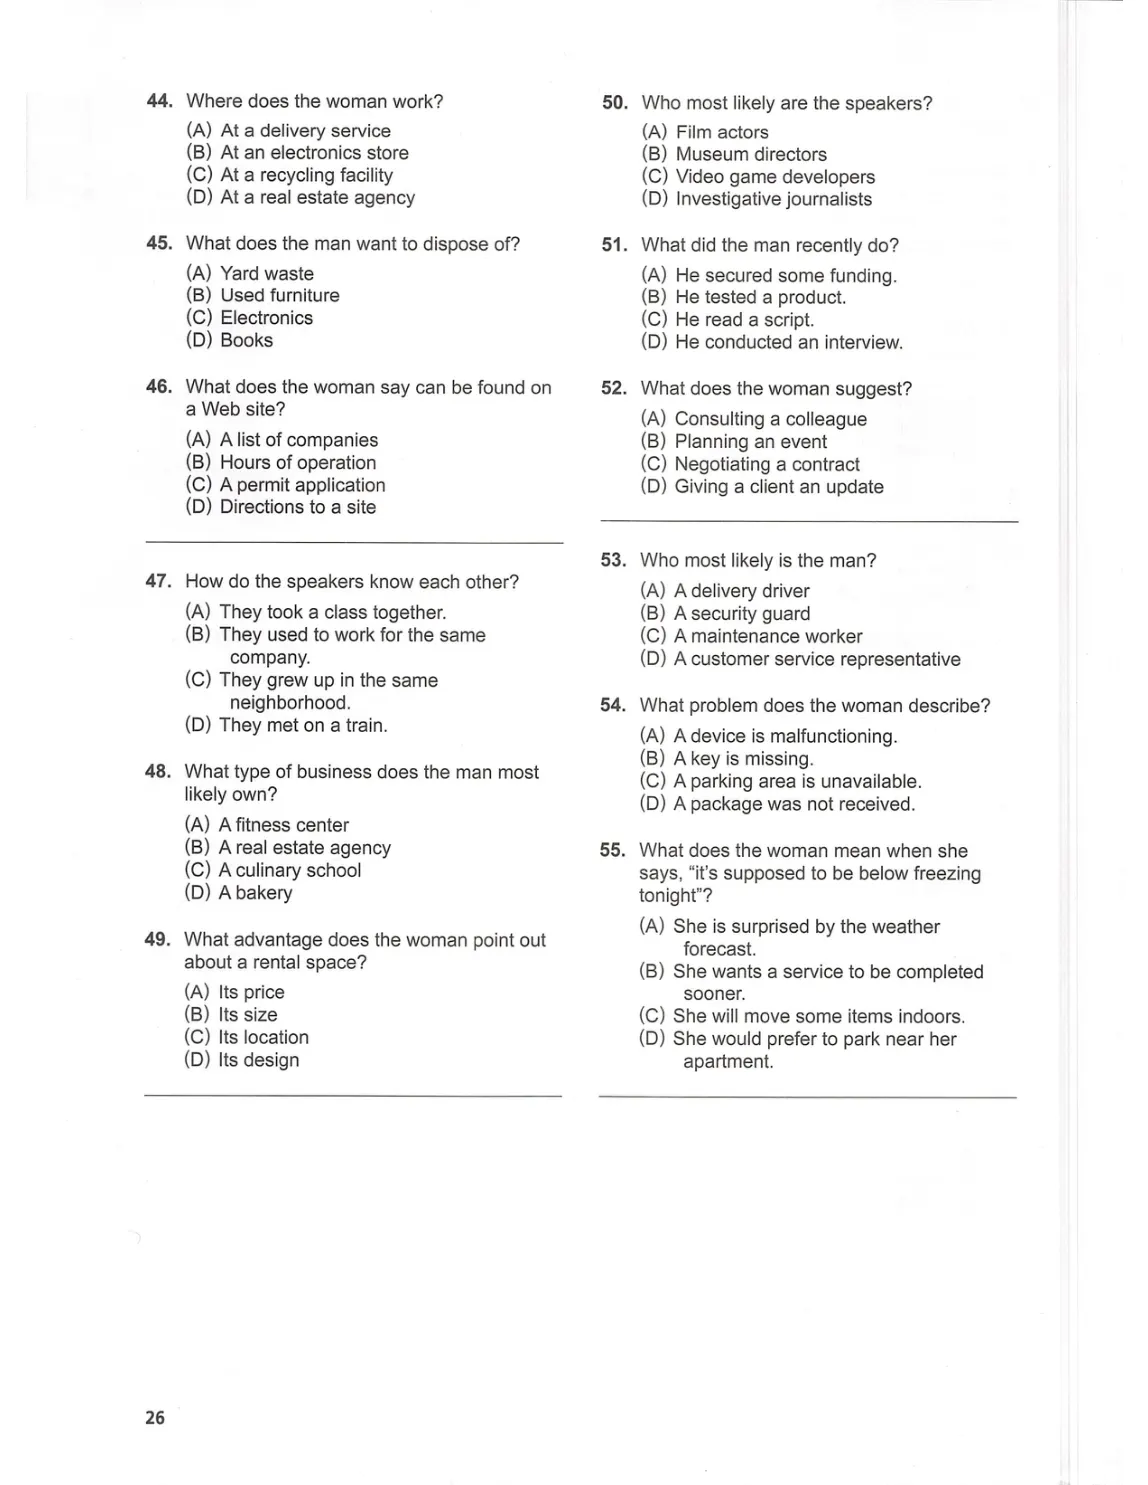 44. Where does the woman work?
(A) At a delivery service
(B) At an electronics store
(C) At a recycling facility
(D) At a real estate agency
45. What does the man want to dispose of?
(A) Yard waste
(B) Used furniture
(C) Electronics
(D) Books
46. What does the woman say can be found on
a Web site?
(A) A list of companies
(B) Hours of operation
(C) A permit application
(D) Directions to a site
47. How do the speakers know each other?
(A) They took a class together.
(B) They used to work for the same
company.
(C) They grew up in the same
neighborhood.
(D) They met on a train.
48. What type of business does the man most
likely own?
(A) A fitness center
(B) A real estate agency
(C) A culinary school
(D) A bakery
49. What advantage does the woman point out
about a rental space?
(A) Its price
(B) Its size
(C) Its location
(D) Its design
50. Who most likely are the speakers?
(A) Film actors
(B) Museum directors
(C) Video game developers
(D) Investigative journalists
51. What did the man recently do?
(A) He secured some funding.
(B) He tested a product.
(C) He read a script.
(D) He conducted an interview.
52. What does the woman suggest?
(A) Consulting a colleague
(B) Planning an event
(C) Negotiating a contract
(D) Giving a client an update
53. Who most likely is the man?
(A) A delivery driver
(B) A security guard
(C) A maintenance worker
(D) A customer service representative
54. What problem does the woman describe?
(A) A device is malfunctioning.
(B) A key is missing.
(C) A parking area is unavailable.
(D) A package was not received.
55. What does the woman mean when she
says, “it’s supposed to be below freezing
tonight”?
(A) She is surprised by the weather
forecast.
(B) She wants a service to be completed
sooner.
(C) She will move some items indoors.
(D) She would prefer to park near her
apartment.
26